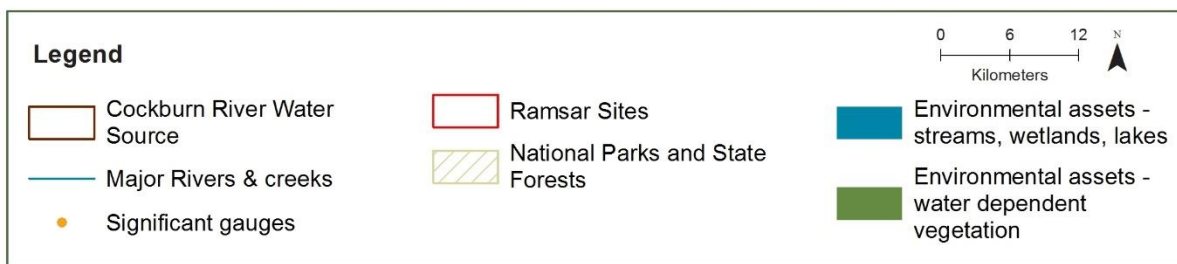 Legend
0 6 12
N
Kilometers
Cockburn River Water
Source
Major Rivers & creeks
Significant gauges
Ramsar Sites
National Parks and State
Forests
Environmental assets -
streams, wetlands, lakes
Environmental assets -
water dependent
vegetation